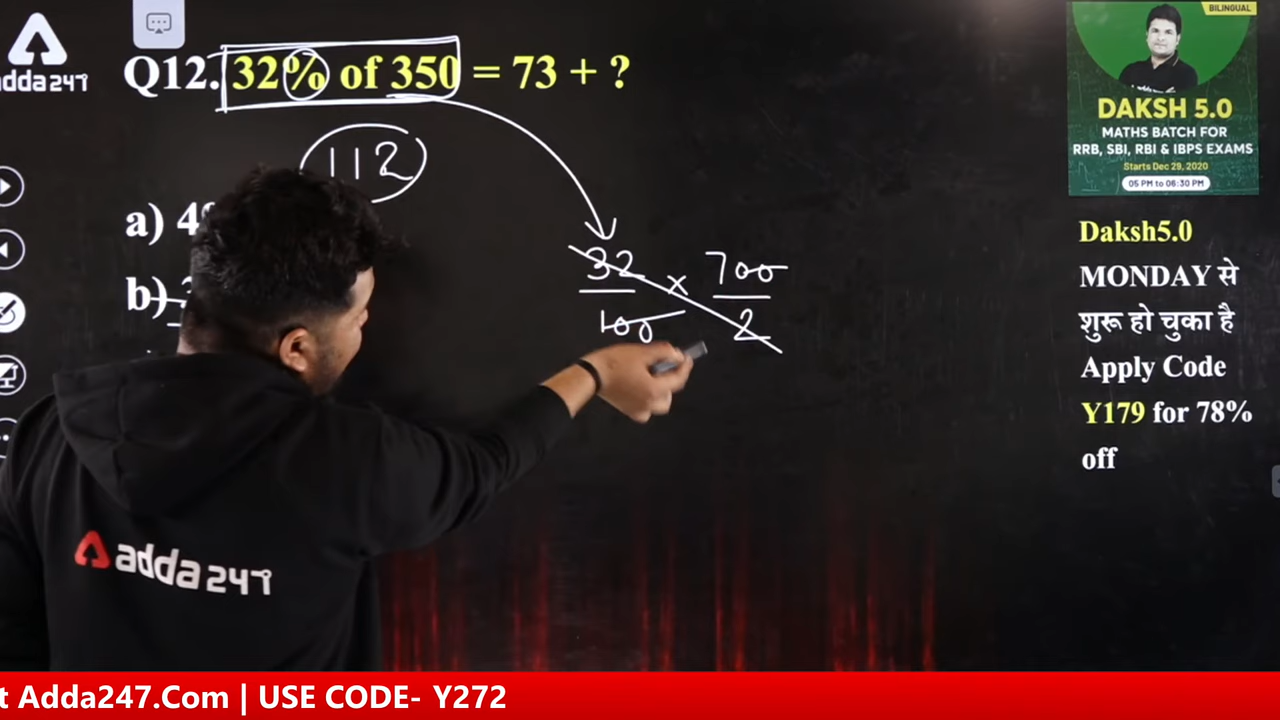 adda247
Q12. 32% of 350 = 73 + ?
112
a) 4
b)
32/100 × 700/2
BILINGUAL
DAKSH 5.0
MATHS BATCH FOR
RRB, SBI, RBI & IBPS EXAMS
Starts Dec 29, 2020
05 PM to 06:30 PM
Daksh5.0
MONDAY से
शुरू हो चुका है
Apply Code
Y179 for 78%
off
adda247
t Adda247.Com | USE CODE- Y272